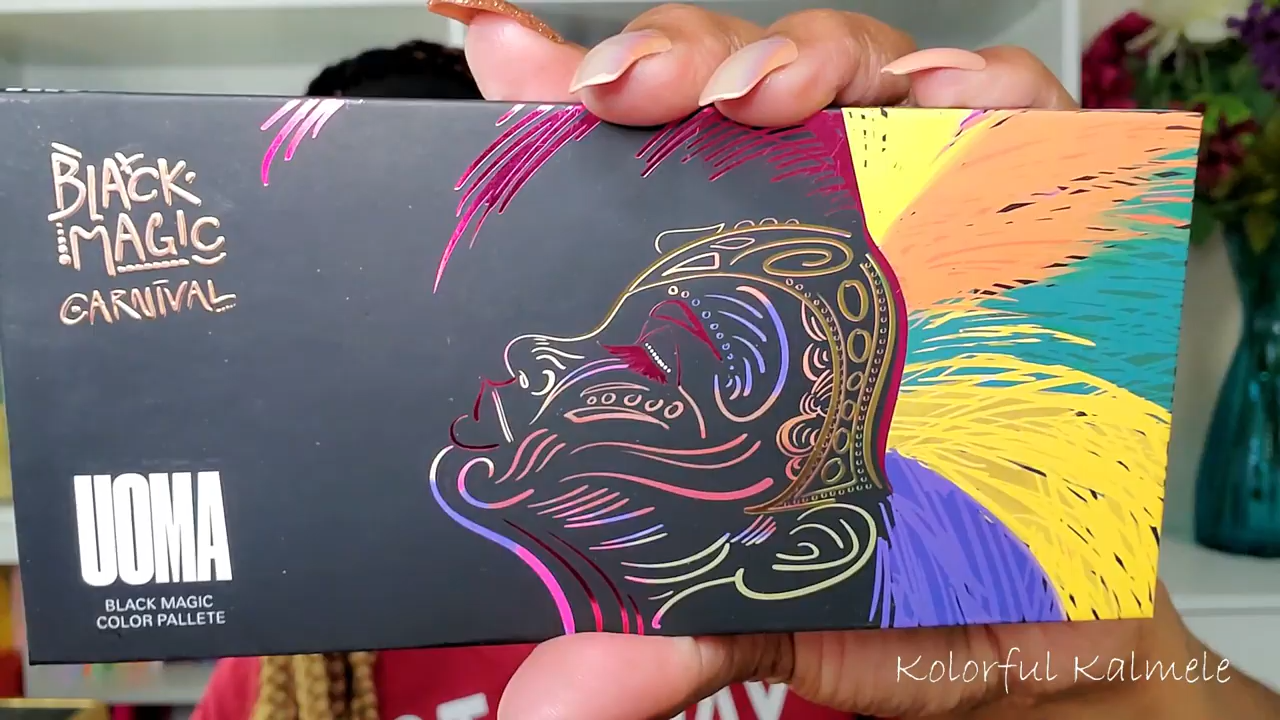 BLACK
MAGIC
CARNIVAL
UOMA
BLACK MAGIC
COLOR PALLETE
Kolorful Kalmele